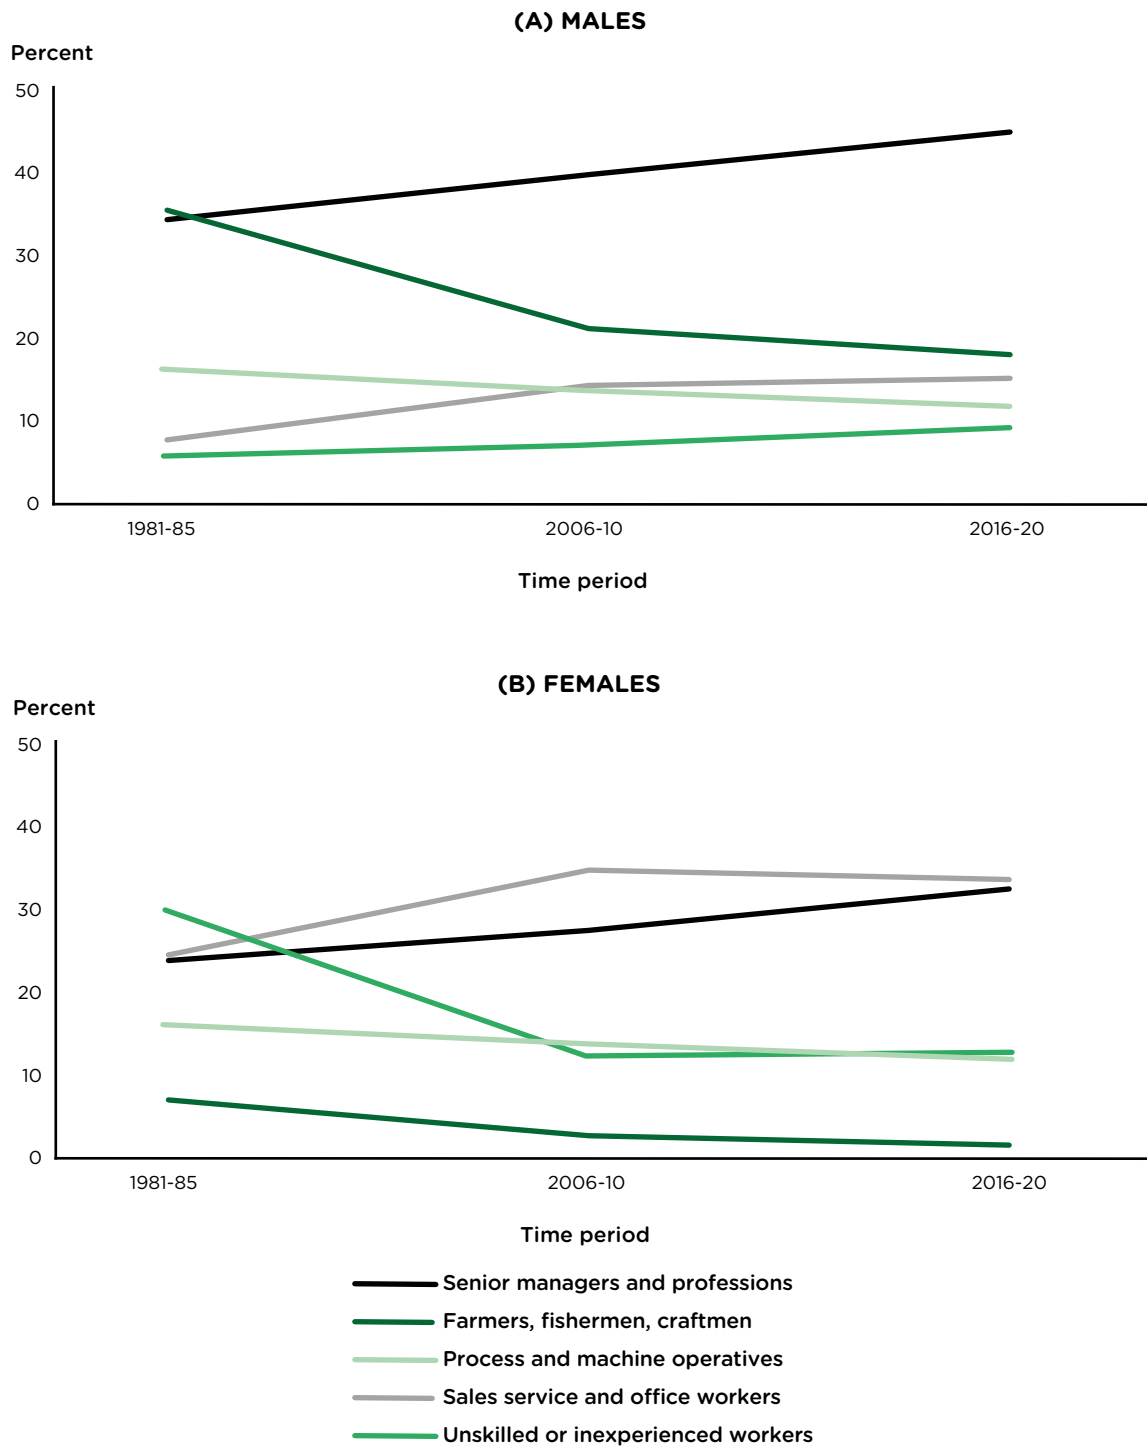 (A) MALES
Percent
50
40
30
20
10
0
1981-85 2006-10 2016-20
Time period
(B) FEMALES
Percent
50
40
30
20
10
0
1981-85 2006-10 2016-20
Time period
Senior managers and professions
Farmers, fishermen, craftmen
Process and machine operatives
Sales service and office workers
Unskilled or inexperienced workers